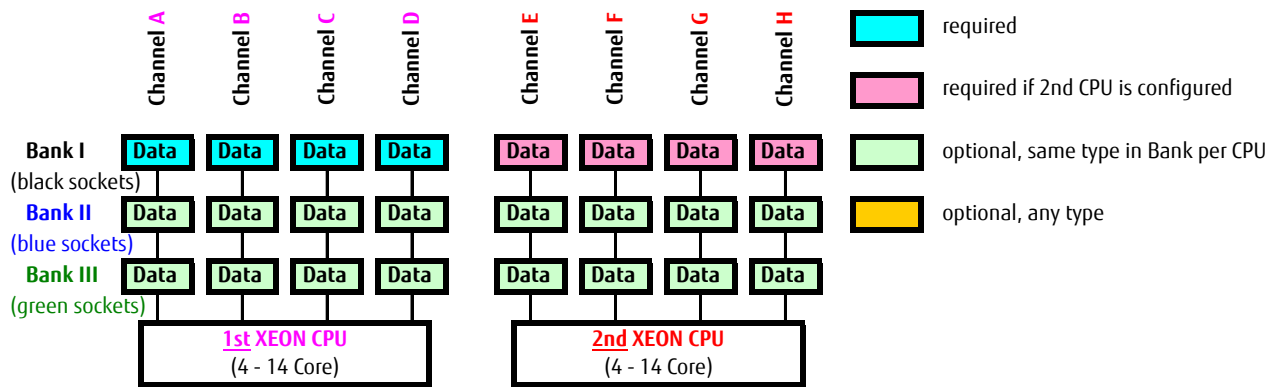 Channel A
Channel B
Channel C
Channel D
Channel E
Channel F
Channel G
Channel H
required
required if 2nd CPU is configured
optional, same type in Bank per CPU
optional, any type
Bank I
(black sockets)
Data Data Data Data Data Data Data Data
Bank II
(blue sockets)
Data Data Data Data Data Data Data Data
Bank III
(green sockets)
Data Data Data Data Data Data Data Data
1st XEON CPU
(4 - 14 Core)
2nd XEON CPU
(4 - 14 Core)